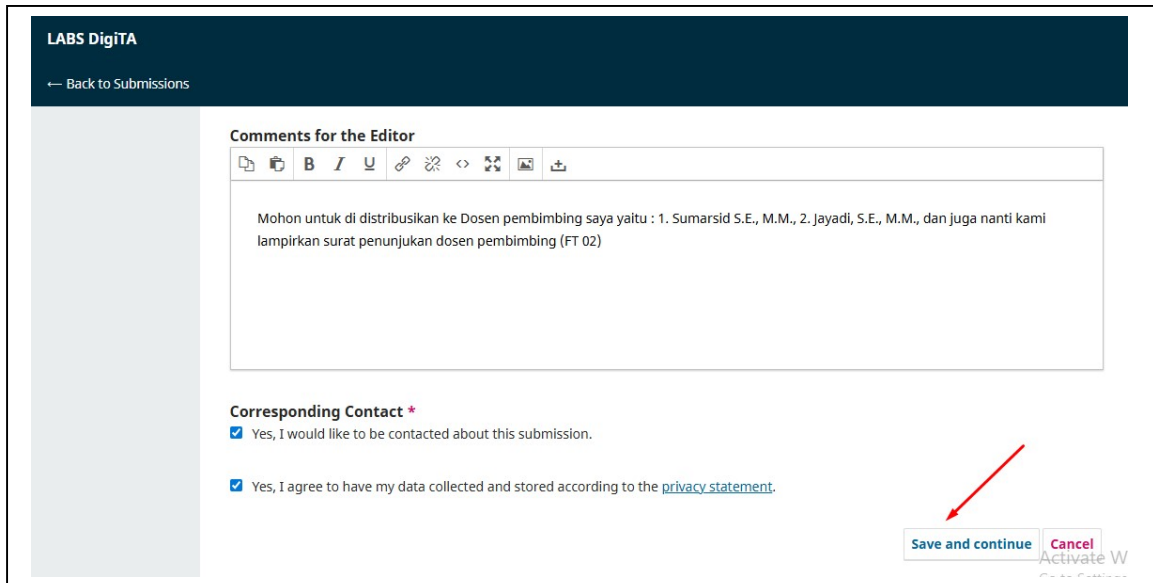 LABS DigiTA
← Back to Submissions
Comments for the Editor
B I U
Mohon untuk di distribusikan ke Dosen pembimbing saya yaitu : 1. Sumarsid S.E., M.M., 2. Jayadi, S.E., M.M., dan juga nanti kami
lampirkan surat penunjukan dosen pembimbing (FT 02)
Corresponding Contact *
Yes, I would like to be contacted about this submission.
Yes, I agree to have my data collected and stored according to the privacy statement.
Save and continue Cancel
Activate W